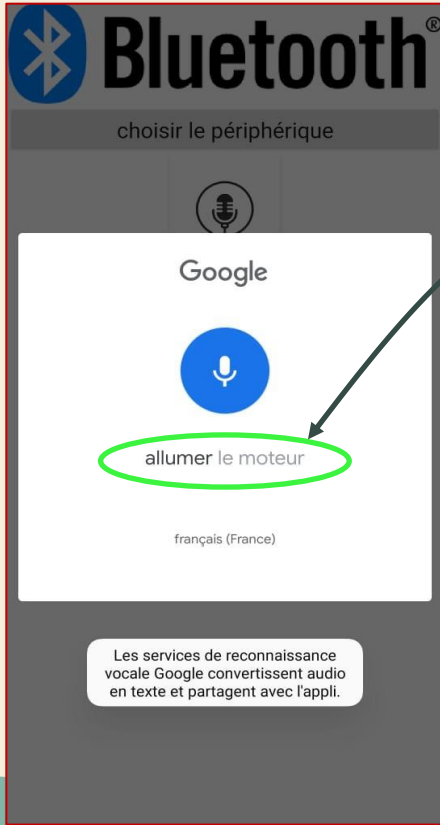 Bluetooth®
choisir le périphérique
Google
allumer le moteur
français (France)
Les services de reconnaissance
vocale Google convertissent audio
en texte et partagent avec l'appli.